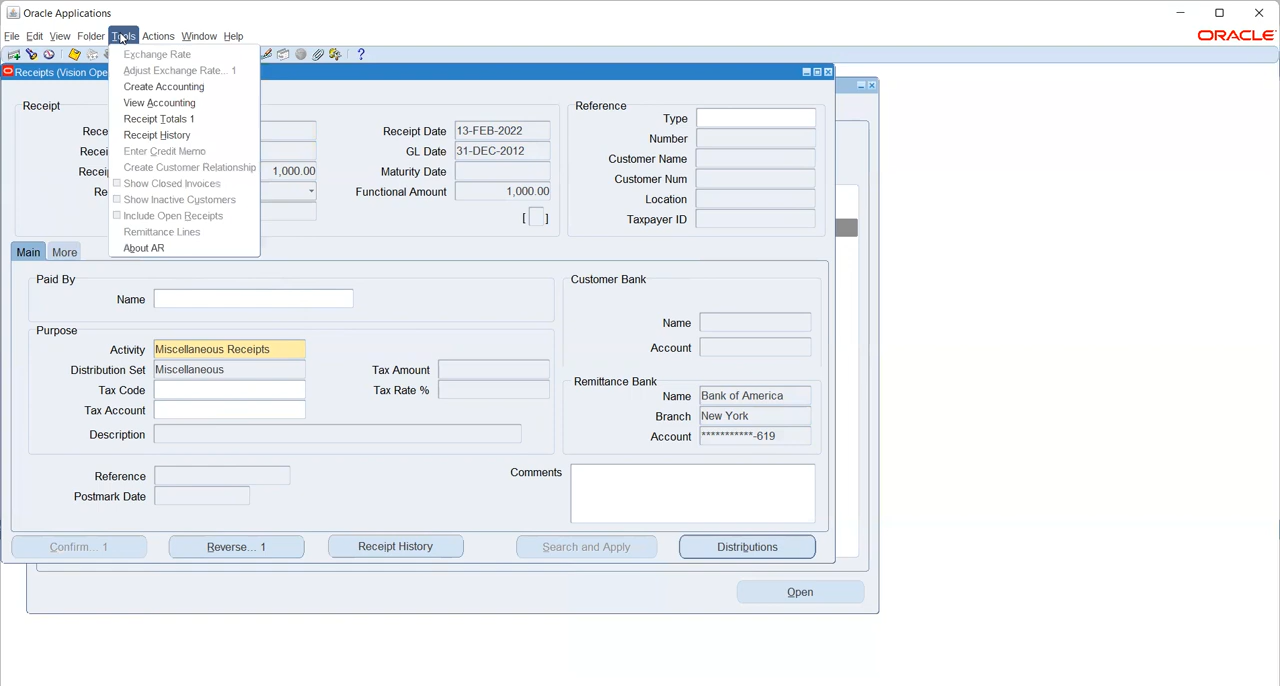 Oracle Applications
File Edit View Folder Tools Actions Window Help
ORACLE
Exchange Rate
Adjust Exchange Rate... 1
Create Accounting
View Accounting
Receipt Totals 1
Receipt History
Enter Credit Memo
Create Customer Relationship
Show Closed Invoices
Show Inactive Customers
Include Open Receipts
Remittance Lines
About AR
Receipts (Vision Ope
Receipt
Receipt Date 13-FEB-2022
GL Date 31-DEC-2012
1,000.00 Maturity Date
Functional Amount 1,000.00
[ ]
Reference
Type
Number
Customer Name
Customer Num
Location
Taxpayer ID
Main More
Paid By
Name
Purpose
Activity Miscellaneous Receipts
Distribution Set Miscellaneous
Tax Code
Tax Account
Tax Amount
Tax Rate %
Description
Customer Bank
Name
Account
Remittance Bank
Name Bank of America
Branch New York
Account ***********-619
Reference
Postmark Date
Comments
Confirm... 1 Reverse... 1 Receipt History Search and Apply Distributions
Open